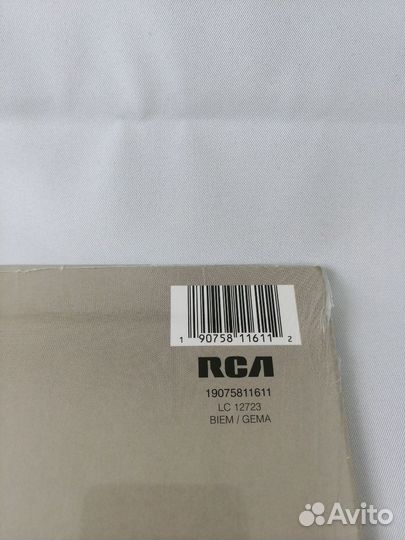 1 90758 11611 2
RCA
19075811611
LC 12723
BIEM / GEMA
Avito